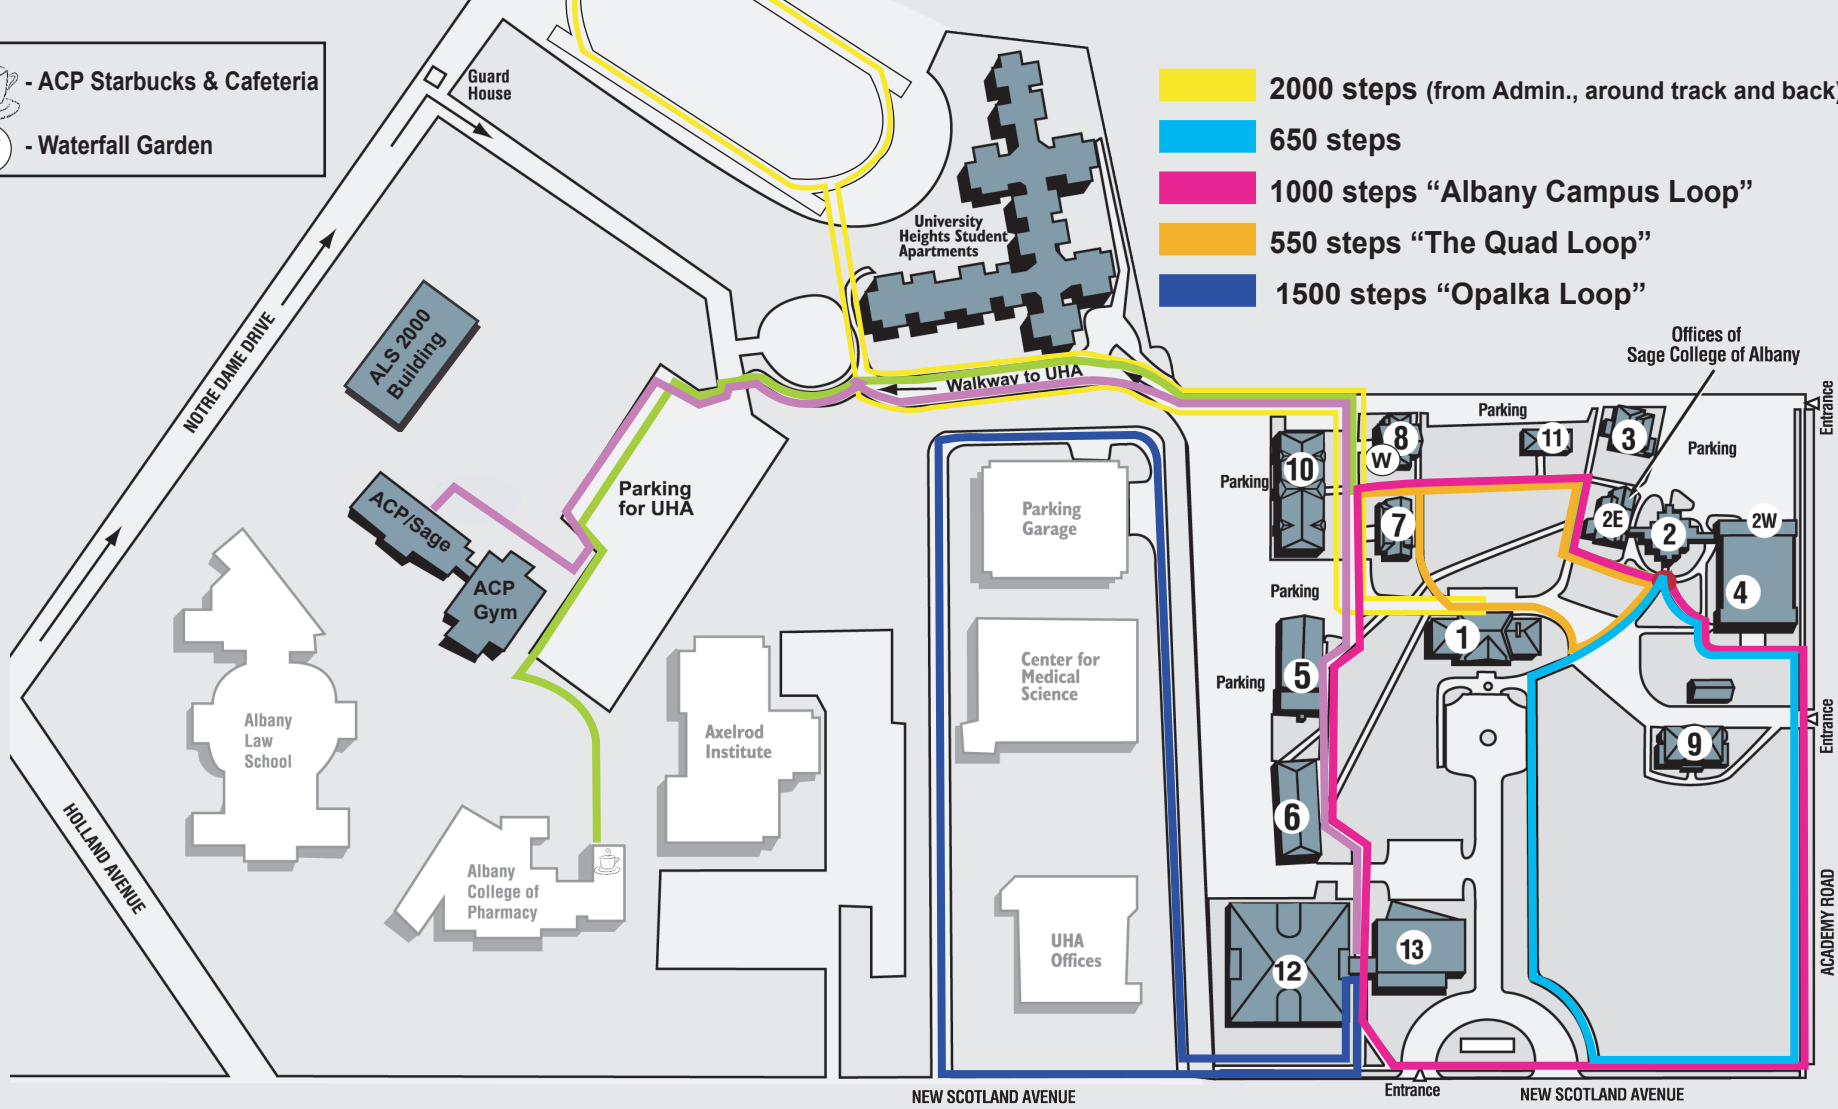 - ACP Starbucks & Cafeteria
- Waterfall Garden
Guard
House
2000 steps (from Admin., around track and back)
650 steps
1000 steps “Albany Campus Loop”
550 steps “The Quad Loop”
1500 steps “Opalka Loop”
University
Heights Student
Apartments
NOTRE DAME DRIVE
ALS 2000
Building
Walkway to UHA
Offices of
Sage College of Albany
Entrance
Parking
8
W
11
3
Parking
10
Parking
7
2E
2
2W
4
Parking
for UHA
Parking
Garage
ACP/Sage
ACP
Gym
Parking
1
Center for
Medical
Science
5
Parking
Albany
Law
School
Axelrod
Institute
9
Entrance
6
HOLLAND AVENUE
Albany
College of
Pharmacy
UHA
Offices
12
13
ACADEMY ROAD
Entrance
NEW SCOTLAND AVENUE
NEW SCOTLAND AVENUE